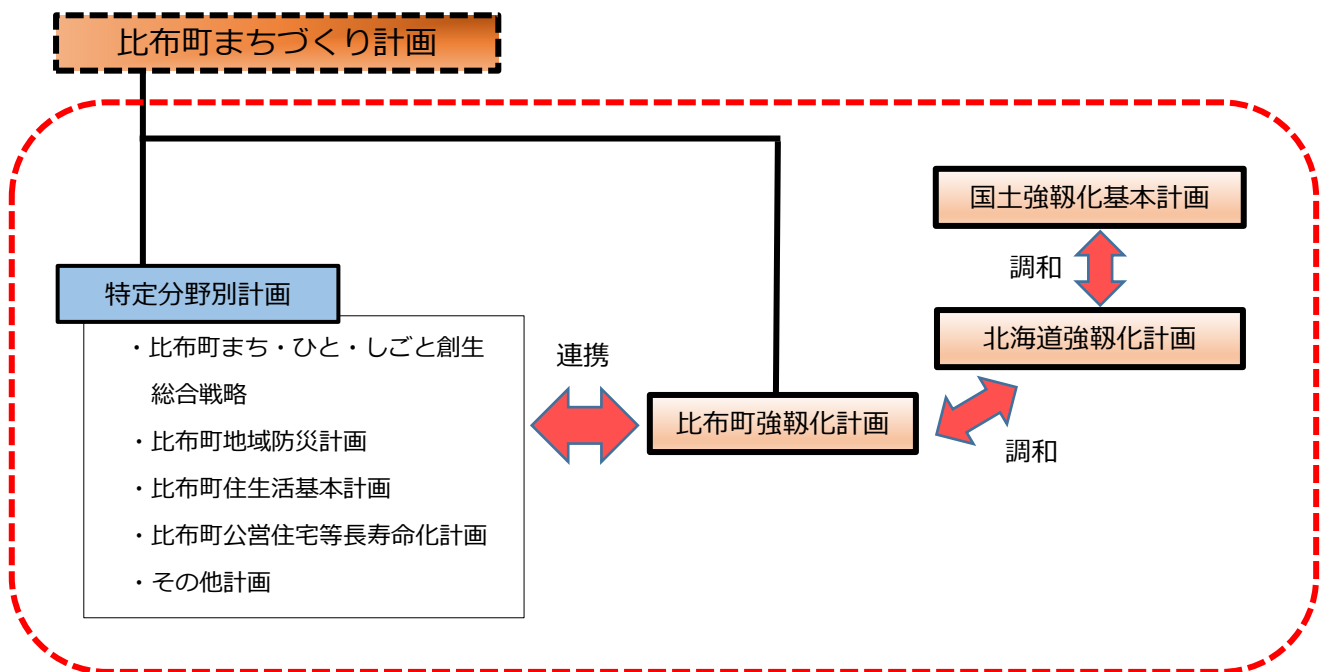 比布町まちづくり計画
国土強靱化基本計画
調和
特定分野別計画
北海道強靱化計画
・比布町まち・ひと・しごと創生
総合戦略
連携
比布町強靱化計画
調和
・比布町地域防災計画
・比布町住生活基本計画
・比布町公営住宅等長寿命化計画
・その他計画